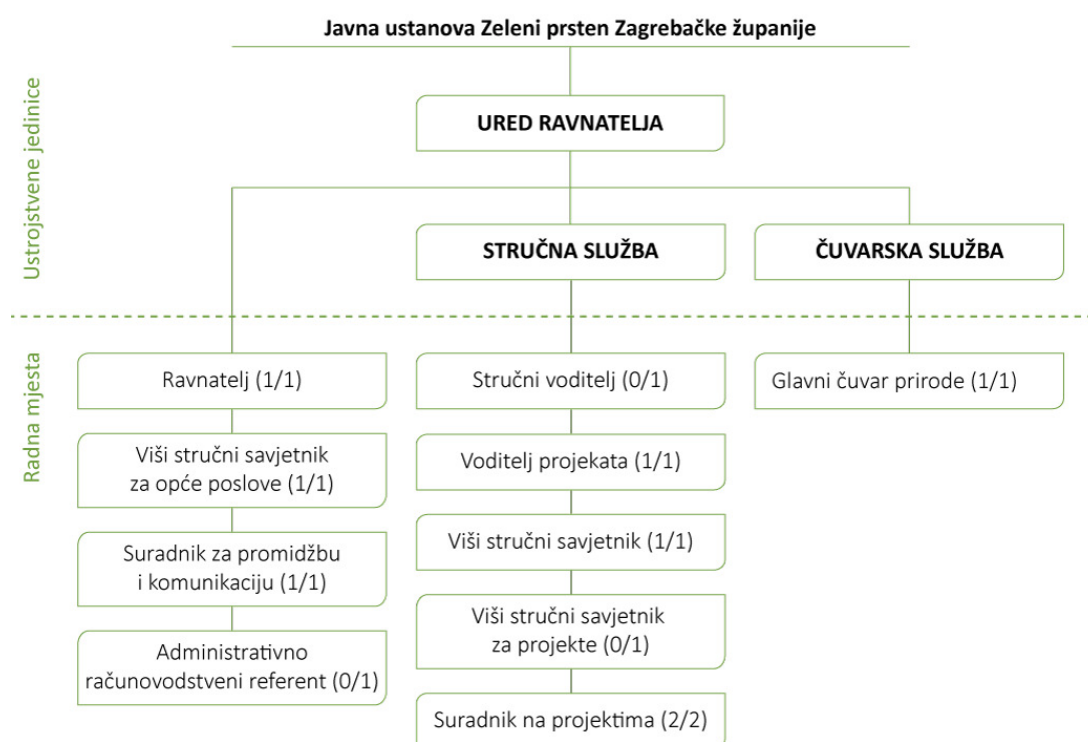 Javna ustanova Zeleni prsten Zagrebačke županije
Ustrojstvene jedinice
URED RAVNATELJA
STRUČNA SLUŽBA
ČUVARSKA SLUŽBA
Radna mjesta
Ravnatelj (1/1)
Viši stručni savjetnik
za opće poslove (1/1)
Suradnik za promidžbu
i komunikaciju (1/1)
Administrativno
računovodstveni referent (0/1)
Stručni voditelj (0/1)
Voditelj projekata (1/1)
Viši stručni savjetnik (1/1)
Viši stručni savjetnik
za projekte (0/1)
Suradnik na projektima (2/2)
Glavni čuvar prirode (1/1)